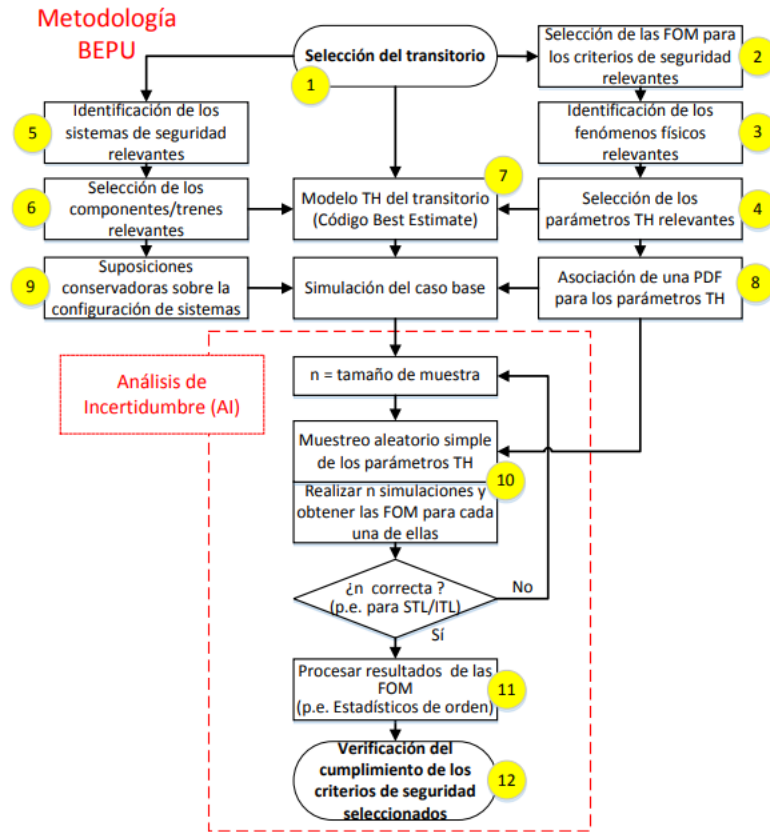 Metodología
BEPU
Selección del transitorio
1
Selección de las FOM para
los criterios de seguridad
relevantes
2
Identificación de los
sistemas de seguridad
relevantes
5
Identificación de los
fenómenos físicos
relevantes
3
Selección de los
componentes/trenes
relevantes
6
Modelo TH del transitorio
(Código Best Estimate)
7
Selección de los
parámetros TH relevantes
4
Suposiciones
conservadoras sobre la
configuración de sistemas
9
Simulación del caso base
Asociación de una PDF
para los parámetros TH
8
Análisis de
Incertidumbre (AI)
n = tamaño de muestra
Muestreo aleatorio simple
de los parámetros TH
10
Realizar n simulaciones y
obtener las FOM para cada
una de ellas
¿n correcta ?
(p.e. para STL/ITL)
No
Sí
Procesar resultados de las
FOM
(p.e. Estadísticos de orden)
11
Verificación del
cumplimiento de los
criterios de seguridad
seleccionados
12